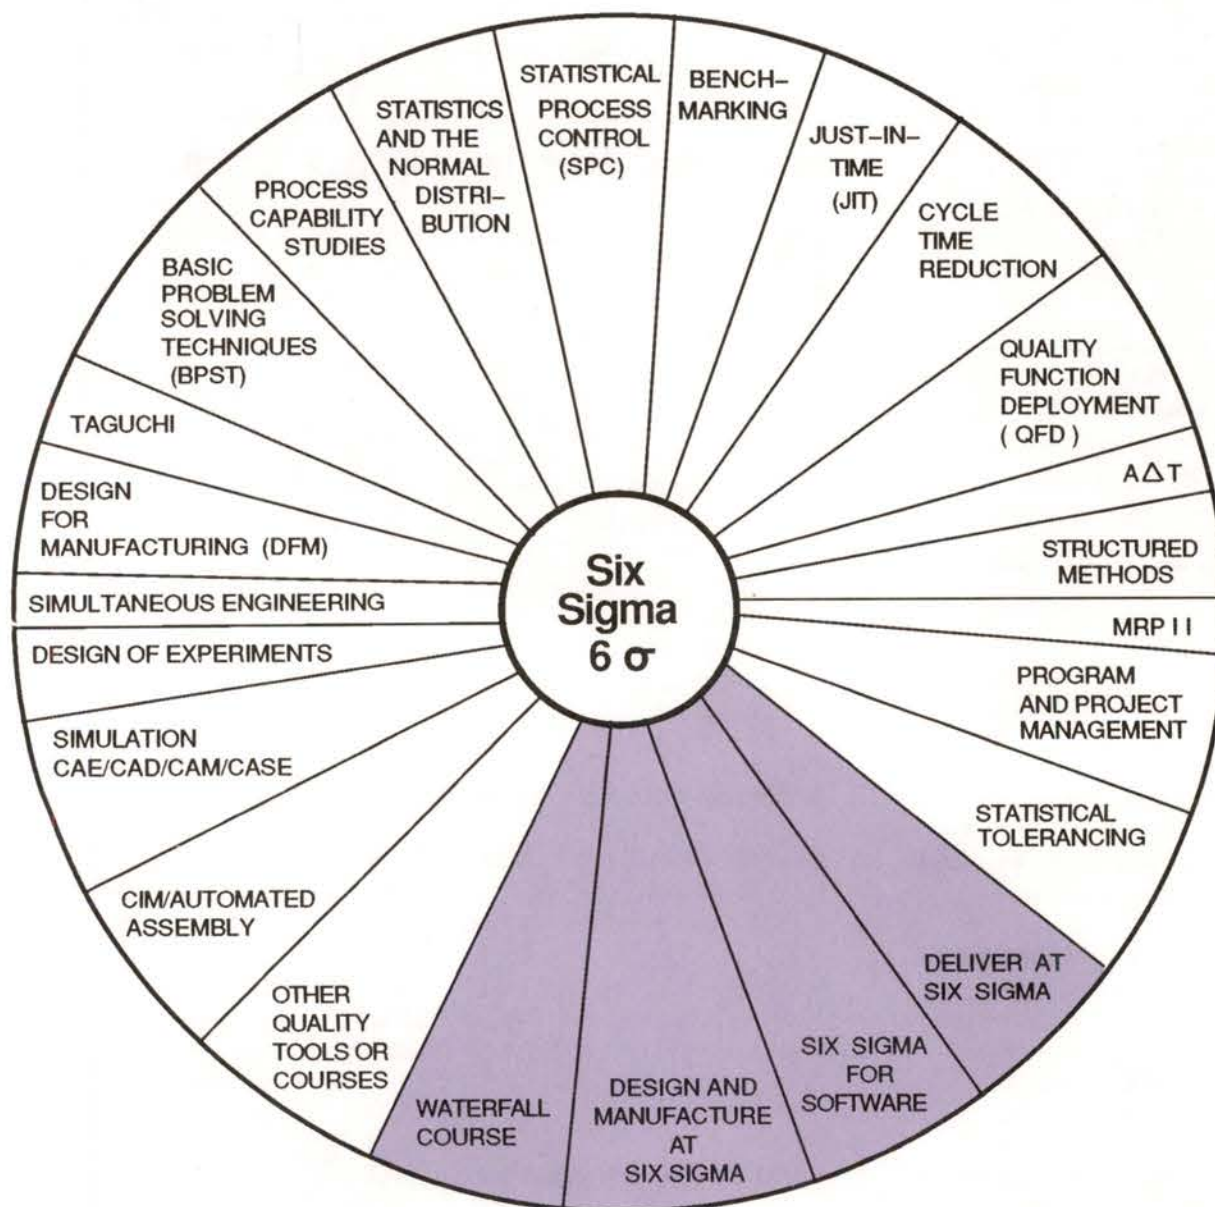 STATISTICAL
PROCESS
CONTROL
(SPC)
BENCH-
MARKING
JUST-IN-
TIME
(JIT)
CYCLE
TIME
REDUCTION
QUALITY
FUNCTION
DEPLOYMENT
( QFD )
A Δ T
STRUCTURED
METHODS
MRP I I
PROGRAM
AND PROJECT
MANAGEMENT
STATISTICAL
TOLERANCING
DELIVER AT
SIX SIGMA
SIX SIGMA
FOR
SOFTWARE
DESIGN AND
MANUFACTURE
AT
SIX SIGMA
WATERFALL
COURSE
OTHER
QUALITY
TOOLS OR
COURSES
CIM/AUTOMATED
ASSEMBLY
SIMULATION
CAE/CAD/CAM/CASE
DESIGN OF EXPERIMENTS
SIMULTANEOUS ENGINEERING
DESIGN
FOR
MANUFACTURING (DFM)
TAGUCHI
BASIC
PROBLEM
SOLVING
TECHNIQUES
(BPST)
PROCESS
CAPABILITY
STUDIES
STATISTICS
AND THE
NORMAL
DISTRI-
BUTION
Six
Sigma
6 σ